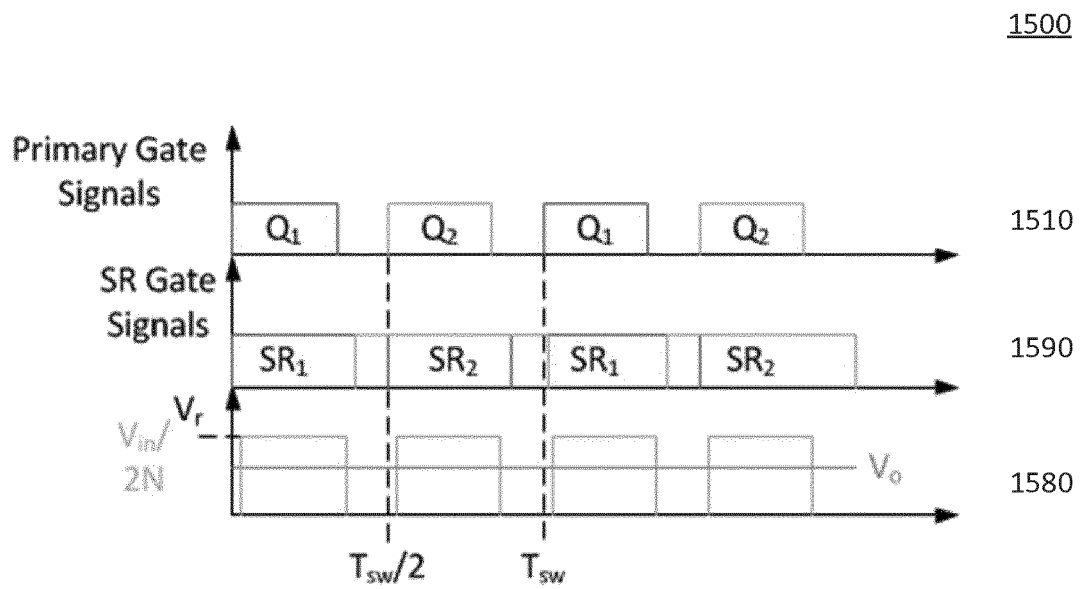 1500
Primary Gate
Signals
Q₁ Q₂ Q₁ Q₂
1510
SR Gate
Signals
SR₁ SR₂ SR₁ SR₂
1590
Vᵣ
Vᵢₙ/
2N
Vₒ
1580
Tₛw/2 Tₛw